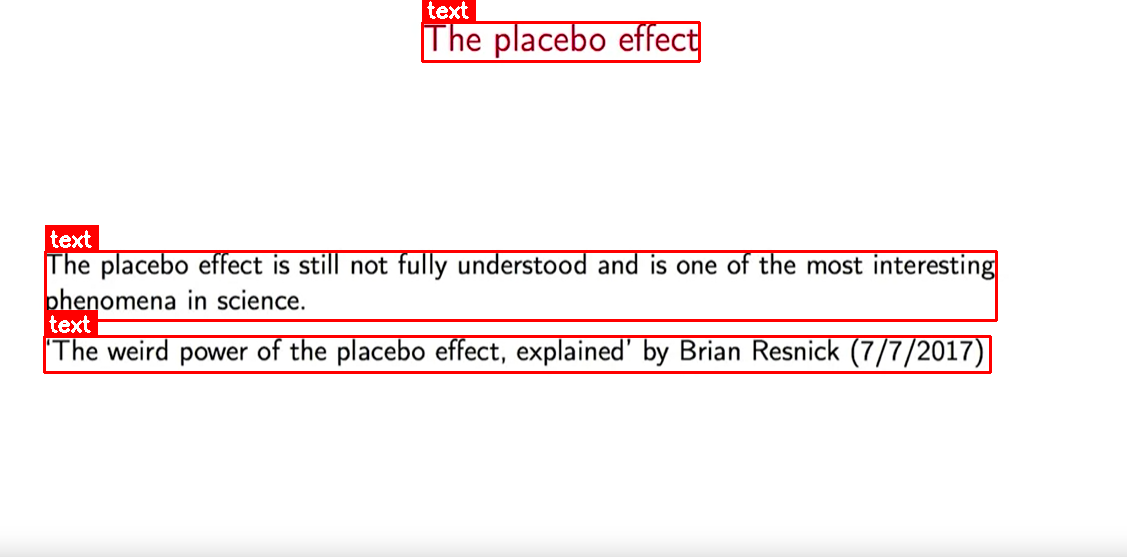 text
The placebo effect
text
The placebo effect is still not fully understood and is one of the most interesting
phenomena in science.
text
‘The weird power of the placebo effect, explained’ by Brian Resnick (7/7/2017)